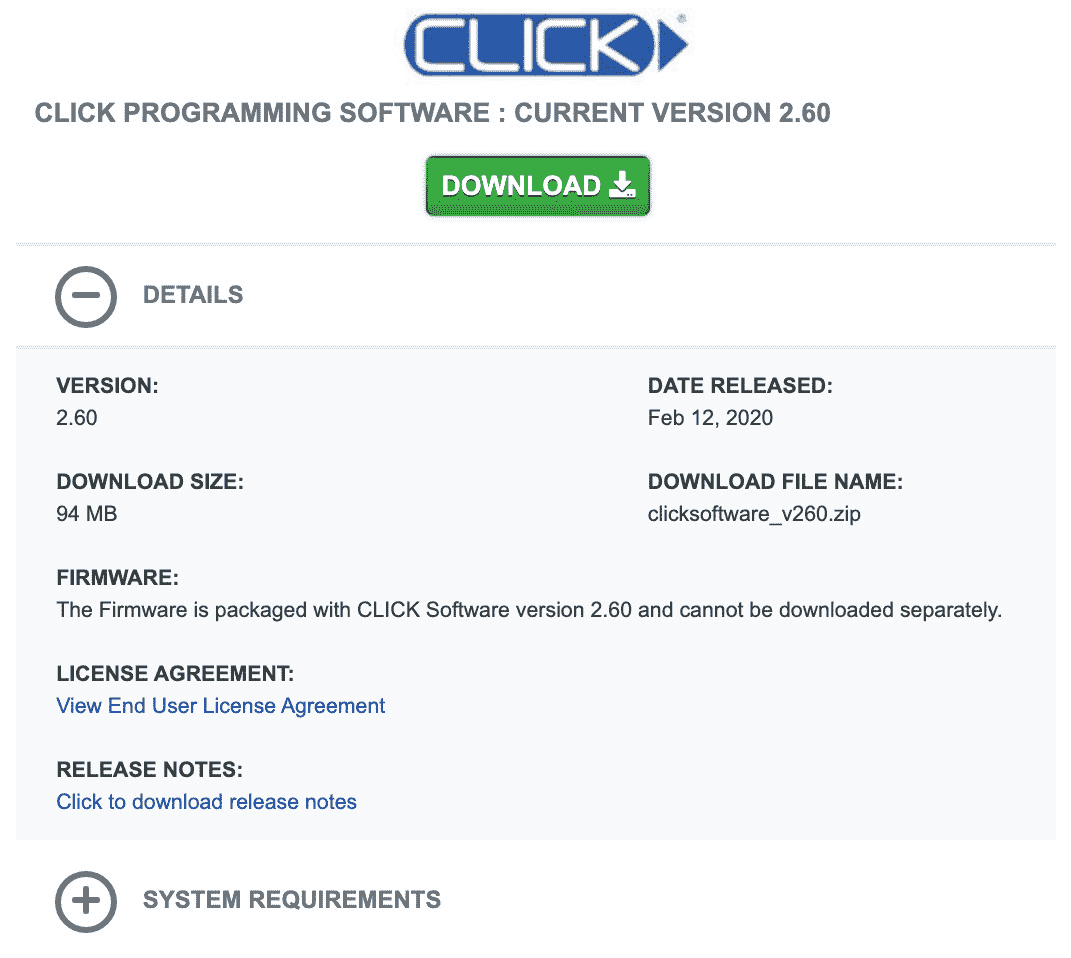 CLICK®
CLICK PROGRAMMING SOFTWARE : CURRENT VERSION 2.60
DOWNLOAD
DETAILS
VERSION:
2.60
DATE RELEASED:
Feb 12, 2020
DOWNLOAD SIZE:
94 MB
DOWNLOAD FILE NAME:
clicksoftware_v260.zip
FIRMWARE:
The Firmware is packaged with CLICK Software version 2.60 and cannot be downloaded separately.
LICENSE AGREEMENT:
View End User License Agreement
RELEASE NOTES:
Click to download release notes
SYSTEM REQUIREMENTS